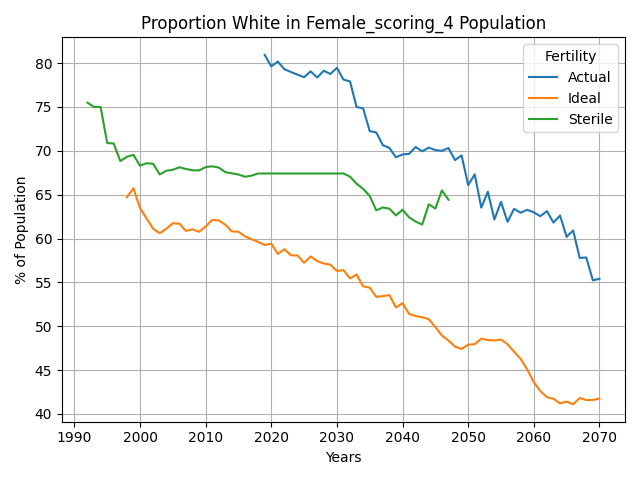 Proportion White in Female_scoring_4 Population
Fertility
Actual
Ideal
Sterile
% of Population
80
75
70
65
60
55
50
45
40
1990 2000 2010 2020 2030 2040 2050 2060 2070
Years